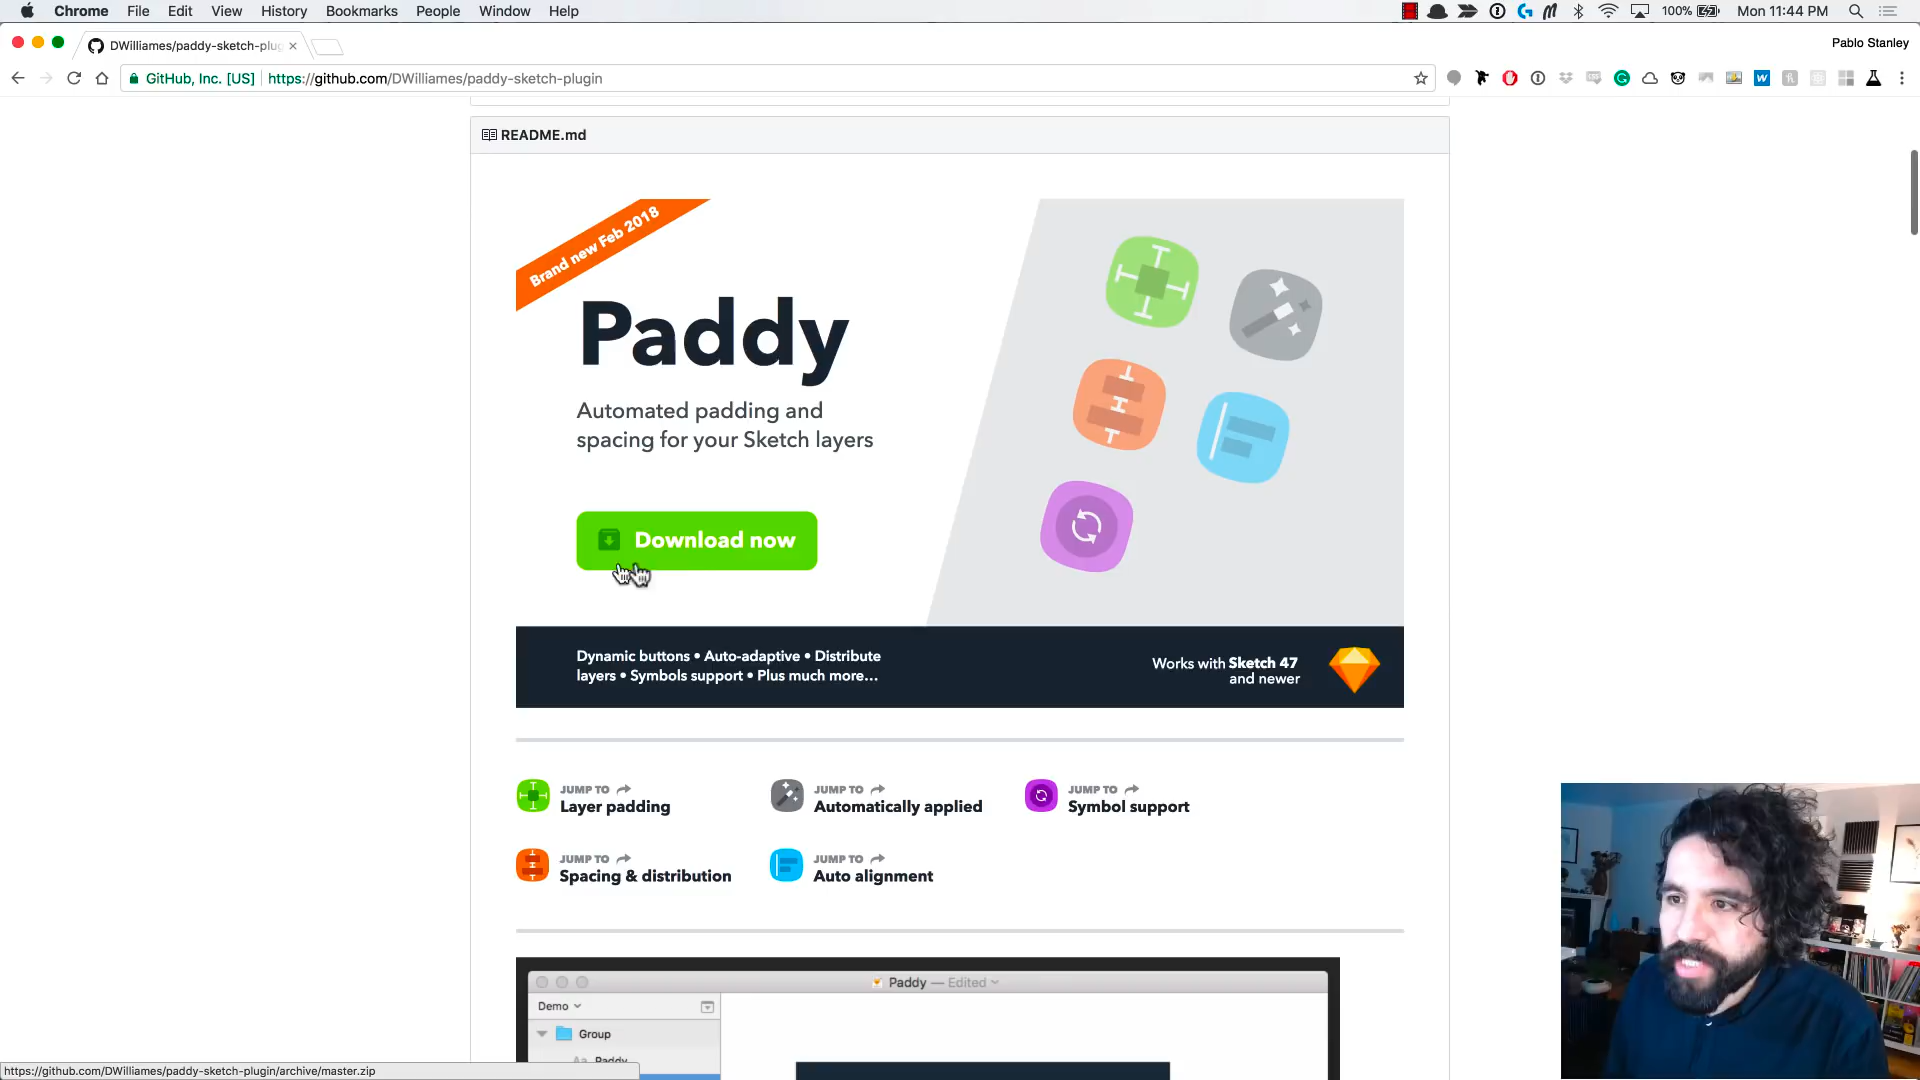 Chrome File Edit View History Bookmarks People Window Help
100% Mon 11:44 PM
DWilliames/paddy-sketch-plug
Pablo Stanley
GitHub, Inc. [US] https://github.com/DWilliames/paddy-sketch-plugin
README.md
Brand new Feb 2018
Paddy
Automated padding and
spacing for your Sketch layers
Download now
Dynamic buttons • Auto-adaptive • Distribute
layers • Symbols support • Plus much more...
Works with Sketch 47
and newer
JUMP TO
Layer padding
JUMP TO
Automatically applied
JUMP TO
Symbol support
JUMP TO
Spacing & distribution
JUMP TO
Auto alignment
Paddy — Edited
Demo
Group
Aa Paddy
https://github.com/DWilliames/paddy-sketch-plugin/archive/master.zip